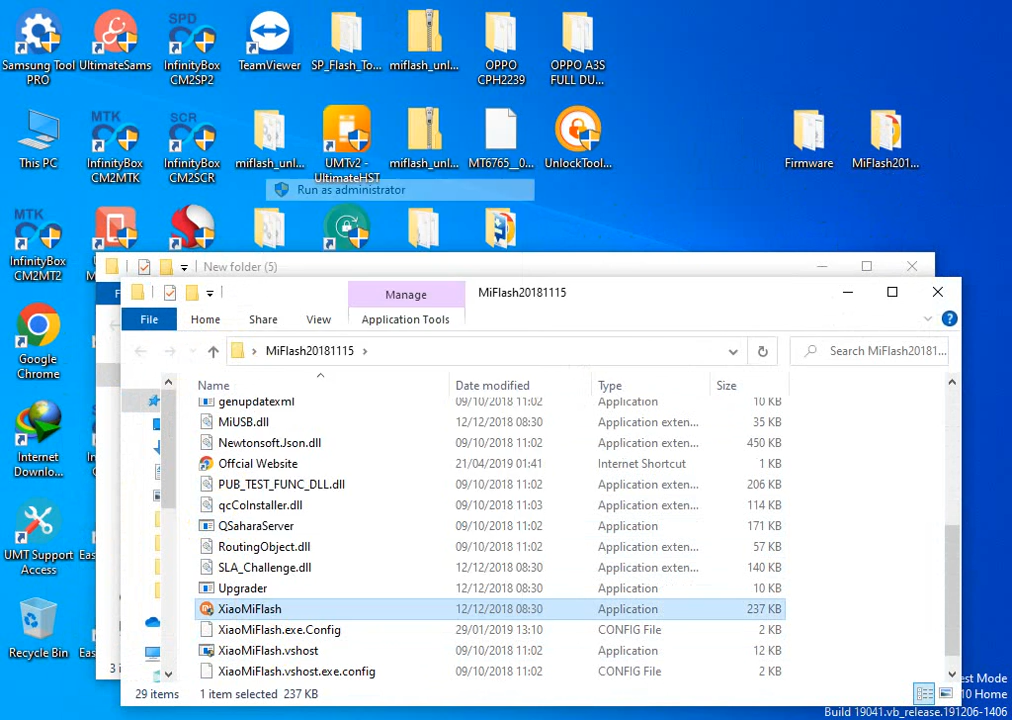 SPD
Samsung Tool
PRO
UltimateSams
InfinityBox
CM2SP2
TeamViewer
SP_Flash_To...
miflash_unl...
OPPO
CPH2239
OPPO A3S
FULL DU...
MTK
SCR
This PC
InfinityBox
CM2MTK
InfinityBox
CM2SCR
miflash_unl...
UMTv2 -
UltimateHST
miflash_unl...
MT6765__0...
UnlockTool...
Firmware
MiFlash201...
Run as administrator
MTK
InfinityBox
CM2MT2
New folder (5)
Manage
MiFlash20181115
File
Home
Share
View
Application Tools
MiFlash20181115
Search MiFlash20181...
Name
Date modified
Type
Size
genupdatexml
09/10/2018 11:02
Application
10 KB
MiUSB.dll
12/12/2018 08:30
Application exten...
35 KB
Newtonsoft.Json.dll
09/10/2018 11:02
Application exten...
450 KB
Offcial Website
21/04/2019 01:41
Internet Shortcut
1 KB
PUB_TEST_FUNC_DLL.dll
09/10/2018 11:02
Application exten...
206 KB
qcCoInstaller.dll
09/10/2018 11:03
Application exten...
114 KB
QSaharaServer
09/10/2018 11:02
Application
171 KB
RoutingObject.dll
09/10/2018 11:02
Application exten...
57 KB
SLA_Challenge.dll
12/12/2018 08:30
Application exten...
140 KB
Upgrader
12/12/2018 08:30
Application
10 KB
XiaoMiFlash
12/12/2018 08:30
Application
237 KB
XiaoMiFlash.exe.Config
29/01/2019 13:10
CONFIG File
2 KB
XiaoMiFlash.vshost
09/10/2018 11:02
Application
12 KB
XiaoMiFlash.vshost.exe.config
09/10/2018 11:02
CONFIG File
2 KB
29 items
1 item selected 237 KB
Google
Chrome
Internet
Downlo...
UMT Support
Access
Recycle Bin
est Mode
10 Home
Build 19041.vb_release.191206-1406